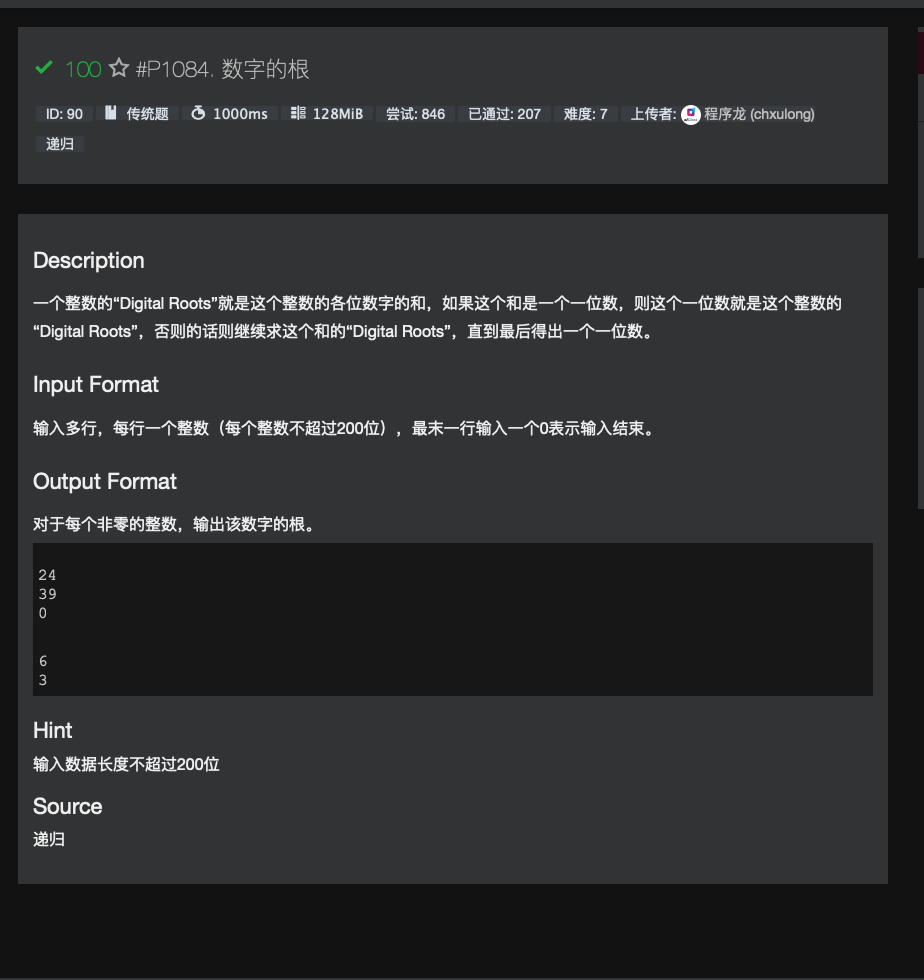 100 #P1084. 数字的根
ID: 90 传统题 1000ms 128MiB 尝试: 846 已通过: 207 难度: 7 上传者: 程序龙 (chxulong)
递归
Description
一个整数的“Digital Roots”就是这个整数的各位数字的和，如果这个和是一个一位数，则这个一位数就是这个整数的
“Digital Roots”，否则的话则继续求这个和的“Digital Roots”，直到最后得出一个一位数。
Input Format
输入多行，每行一个整数（每个整数不超过200位）, 最末一行输入一个0表示输入结束。
Output Format
对于每个非零的整数，输出该数字的根。
24
39
0
6
3
Hint
输入数据长度不超过200位
Source
递归